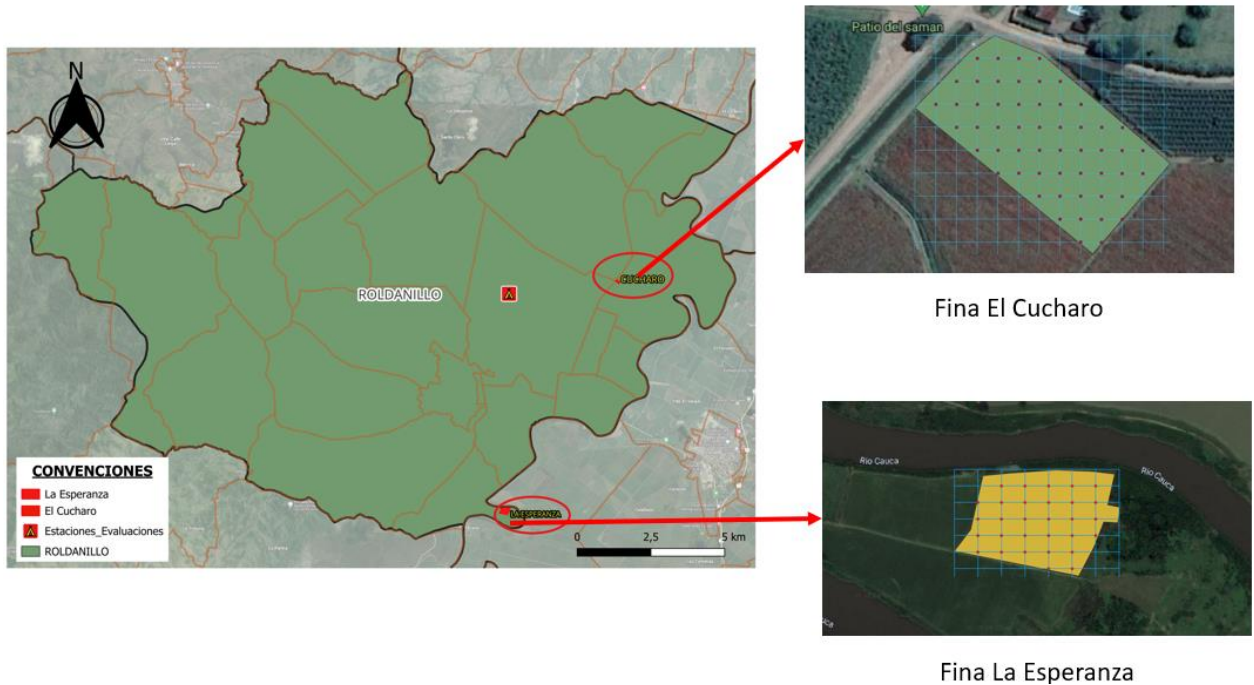 N
ROLDANILLO
CUCHARO
LA ESPERANZA
CONVENCIONES
La Esperanza
El Cucharo
Estaciones_Evaluaciones
ROLDANILLO
0 2,5 5 km
Patio del saman
Fina El Cucharo
Rio Cauca
Rio Cauca
Fina La Esperanza